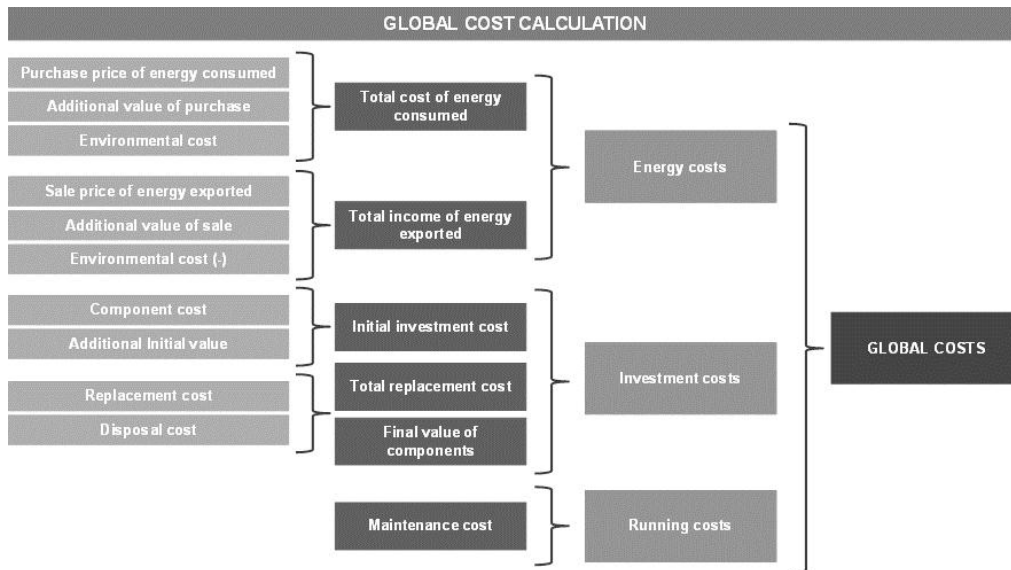 GLOBAL COST CALCULATION
Purchase price of energy consumed
Additional value of purchase
Environmental cost
Total cost of energy
consumed
Sale price of energy exported
Additional value of sale
Environmental cost (-)
Total income of energy
exported
Energy costs
Component cost
Additional Initial value
Initial investment cost
Replacement cost
Disposal cost
Total replacement cost
Final value of
components
Investment costs
Maintenance cost
Running costs
GLOBAL COSTS